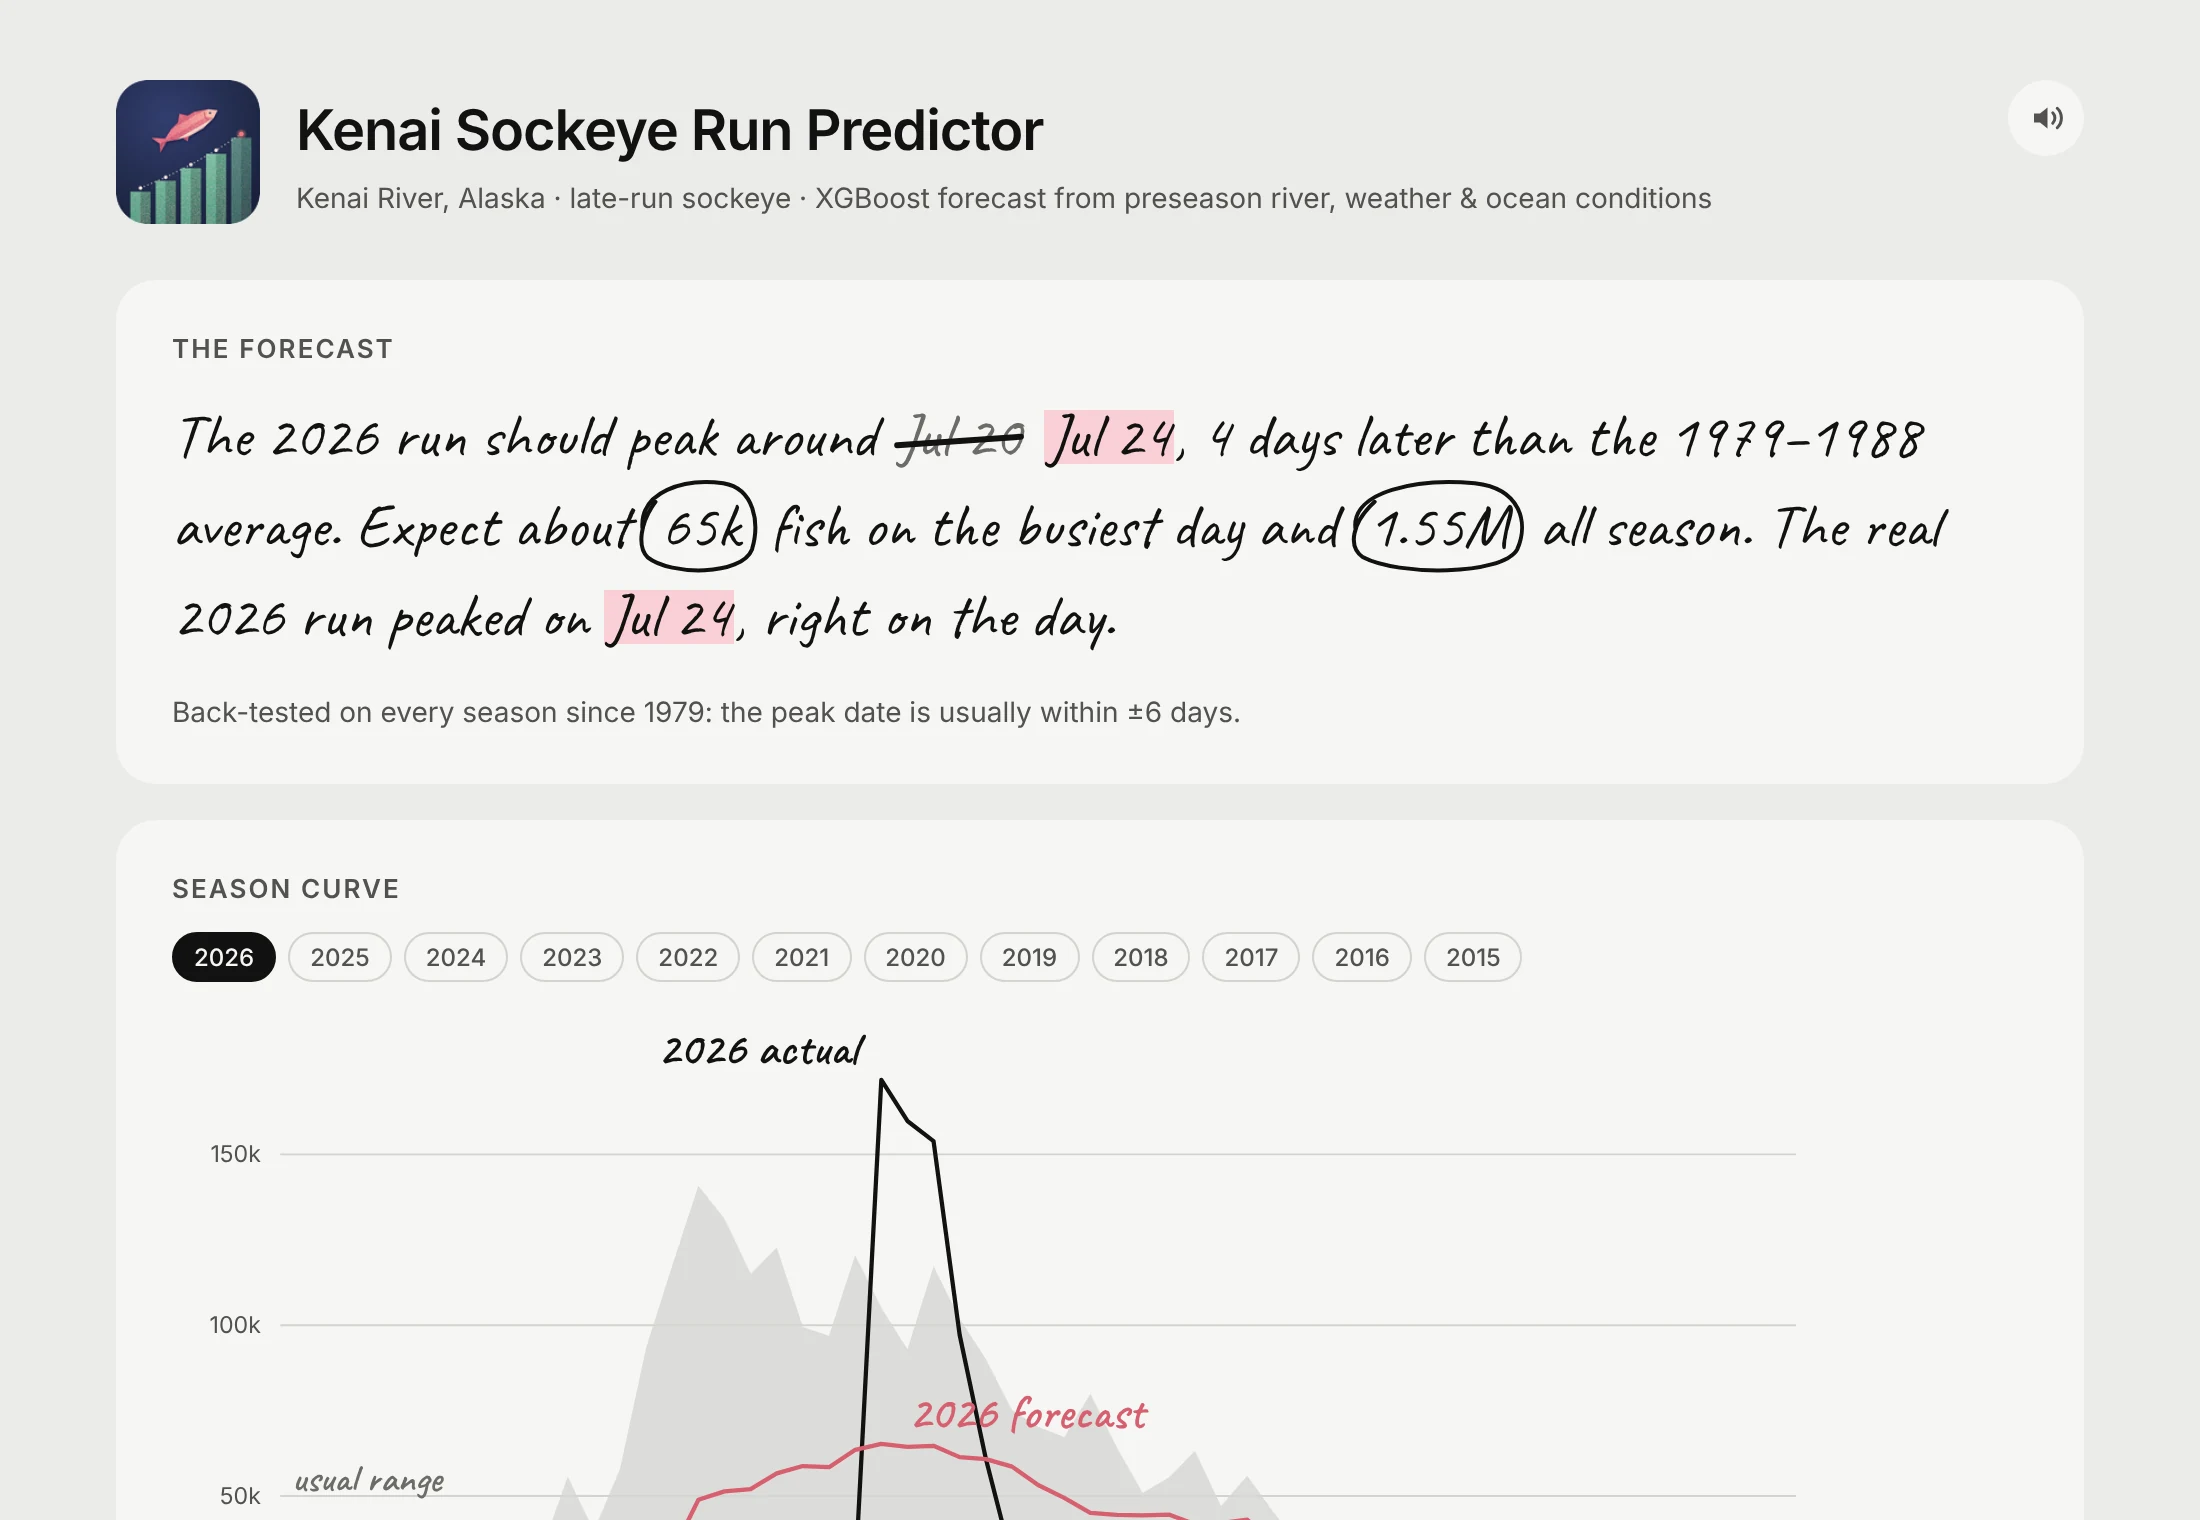 Kenai Sockeye Run Predictor
Kenai River, Alaska · late-run sockeye · XGBoost forecast from preseason river, weather & ocean conditions
THE FORECAST
The 2026 run should peak around Jul 20 Jul 24, 4 days later than the 1979–1988
average. Expect about 65k fish on the busiest day and 1.55M all season. The real
2026 run peaked on Jul 24, right on the day.
Back-tested on every season since 1979: the peak date is usually within ±6 days.
SEASON CURVE
2026 2025 2024 2023 2022 2021 2020 2019 2018 2017 2016 2015
2026 actual
150k
100k
2026 forecast
usual range
50k